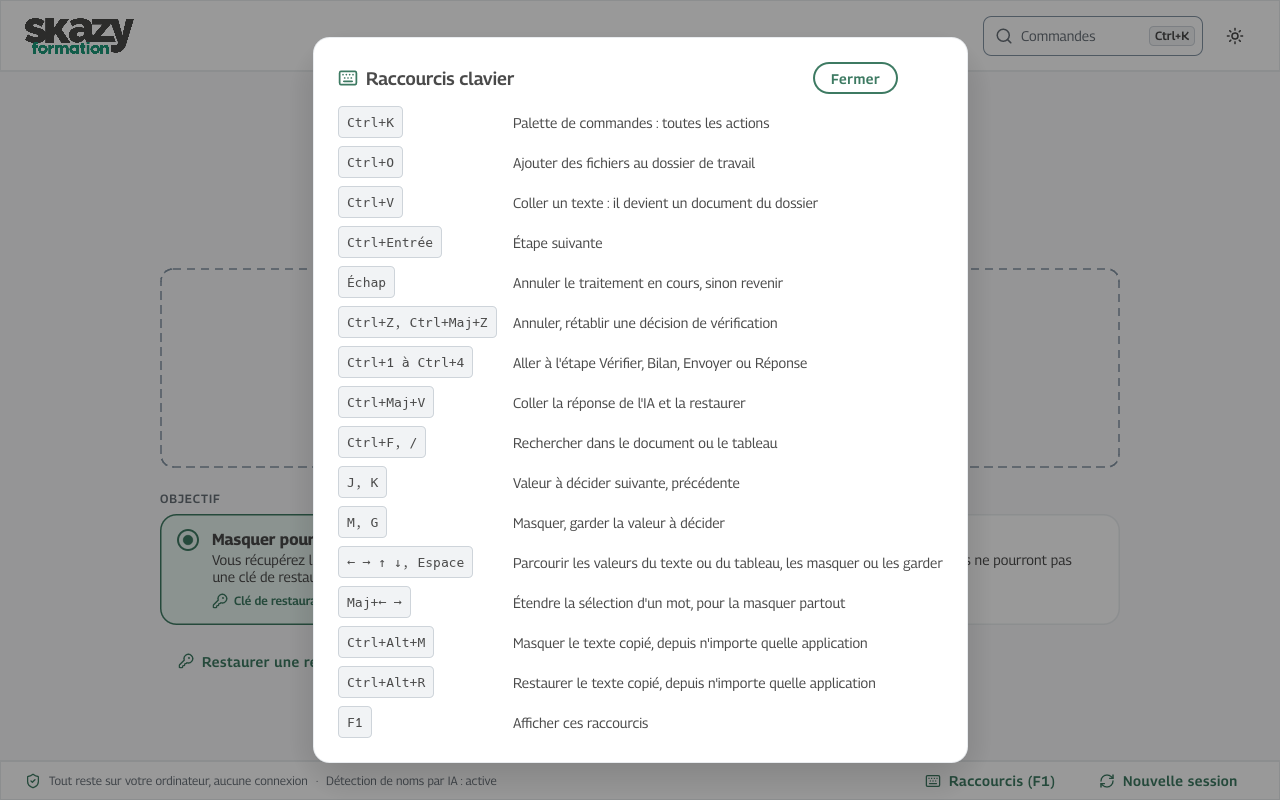 skazy
formation
Commandes
Ctrl+K
Raccourcis clavier
Fermer
Ctrl+K Palette de commandes : toutes les actions
Ctrl+O Ajouter des fichiers au dossier de travail
Ctrl+V Coller un texte : il devient un document du dossier
Ctrl+Entrée Étape suivante
Échap Annuler le traitement en cours, sinon revenir
Ctrl+Z, Ctrl+Maj+Z Annuler, rétablir une décision de vérification
Ctrl+1 à Ctrl+4 Aller à l'étape Vérifier, Bilan, Envoyer ou Réponse
Ctrl+Maj+V Coller la réponse de l'IA et la restaurer
Ctrl+F, / Rechercher dans le document ou le tableau
J, K Valeur à décider suivante, précédente
M, G Masquer, garder la valeur à décider
← → ↑ ↓, Espace Parcourir les valeurs du texte ou du tableau, les masquer ou les garder
Maj+← → Étendre la sélection d'un mot, pour la masquer partout
Ctrl+Alt+M Masquer le texte copié, depuis n'importe quelle application
Ctrl+Alt+R Restaurer le texte copié, depuis n'importe quelle application
F1 Afficher ces raccourcis
OBJECTIF
Masquer pour
Vous récupérez
une clé de
Clé de
ne pourront pas
Restaurer une
Tout reste sur votre ordinateur, aucune connexion · Détection de noms par IA : active
Raccourcis (F1)
Nouvelle session